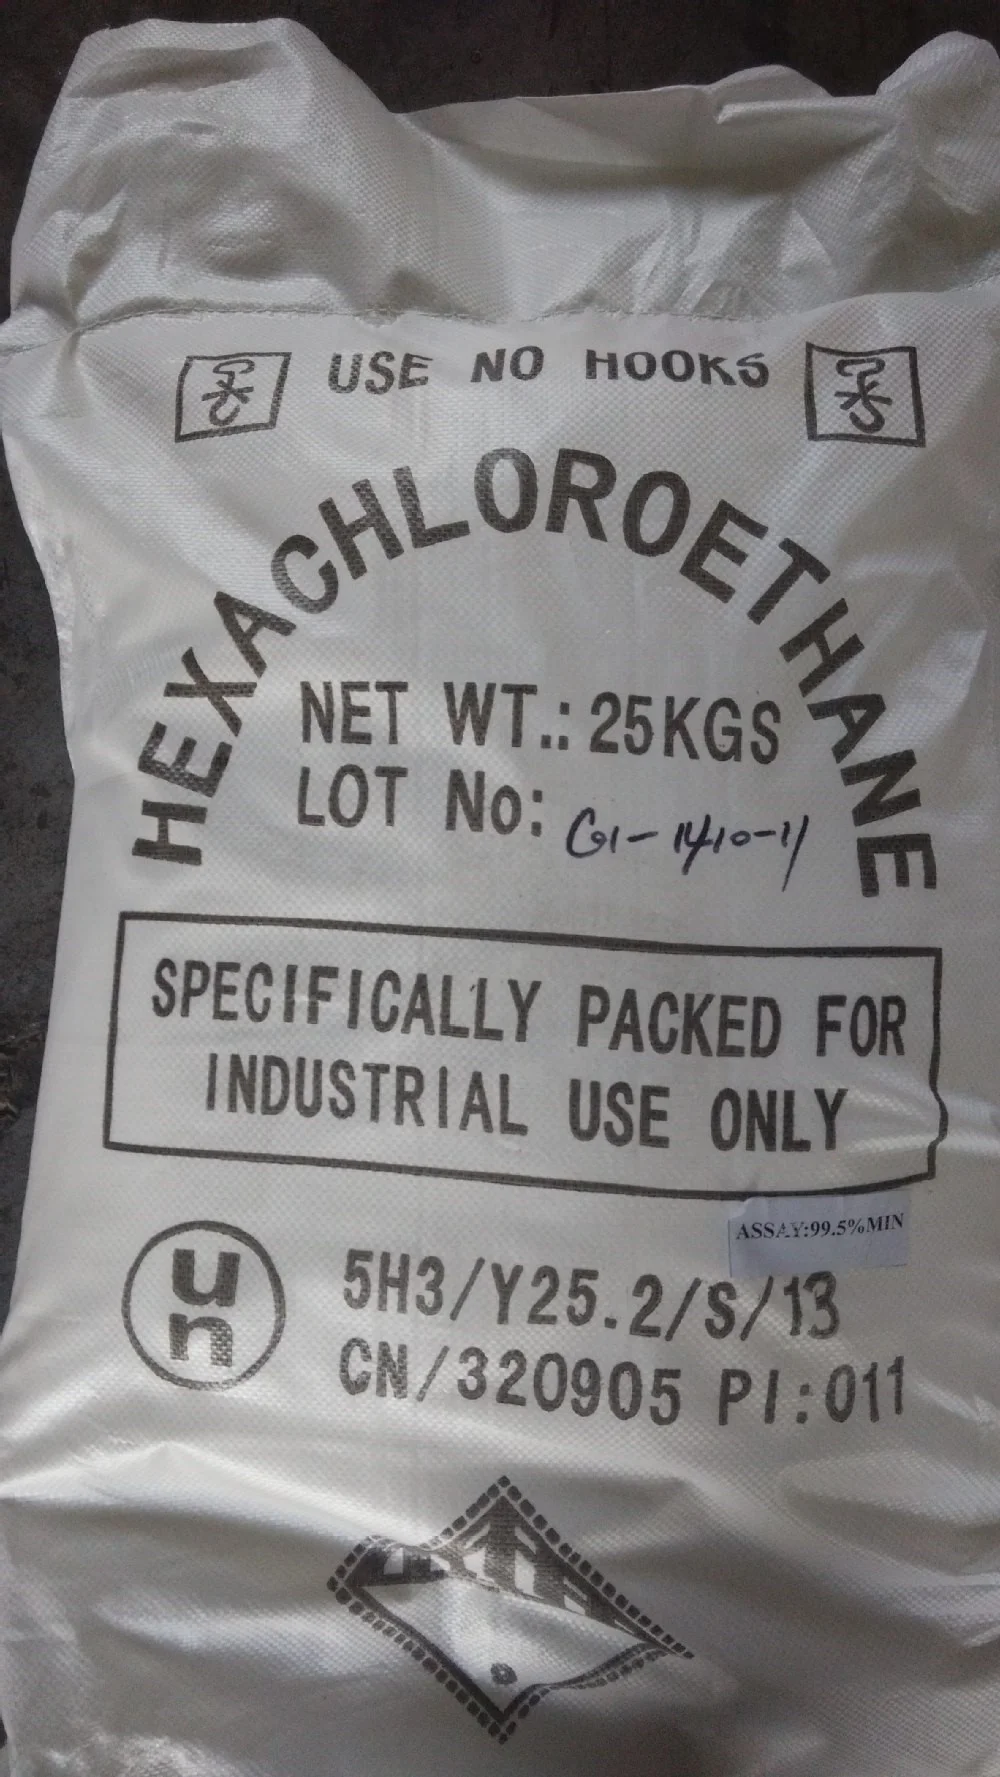 USE NO HOOKS
HEXACHLOROETHANE
NET WT.: 25KGS
LOT No: G1-1410-11
SPECIFICALLY PACKED FOR
INDUSTRIAL USE ONLY
ASSAY:99.5%MIN
un
5H3/Y25.2/S/13
CN/320905 PI:011